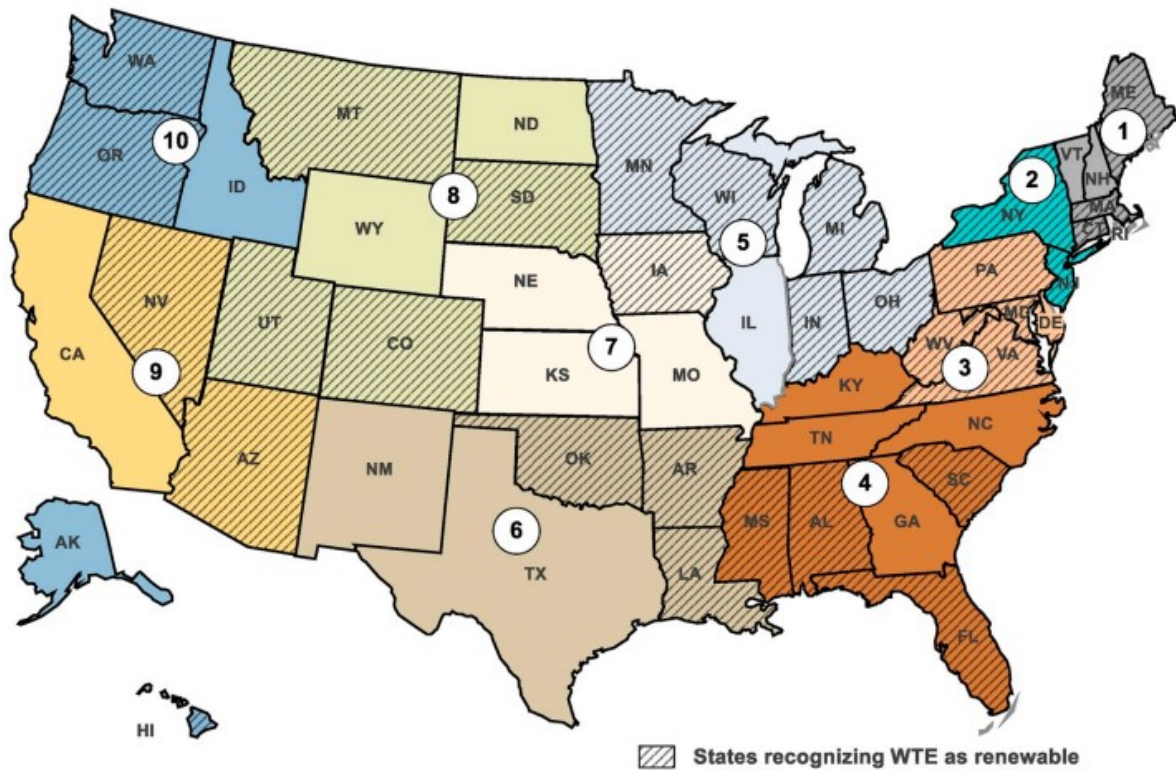 WA
MT
ND
MN
ME
1
VT
NH
MA
CT
RI
2
NY
10
OR
ID
8
SD
WI
MI
5
WY
IA
PA
NJ
NE
IL
IN
OH
MD
DE
WV
VA
NV
UT
CO
CA
7
KS
MO
KY
3
9
TN
NC
AZ
NM
OK
AR
4
SC
6
MS
AL
GA
TX
LA
AK
FL
HI
States recognizing WTE as renewable